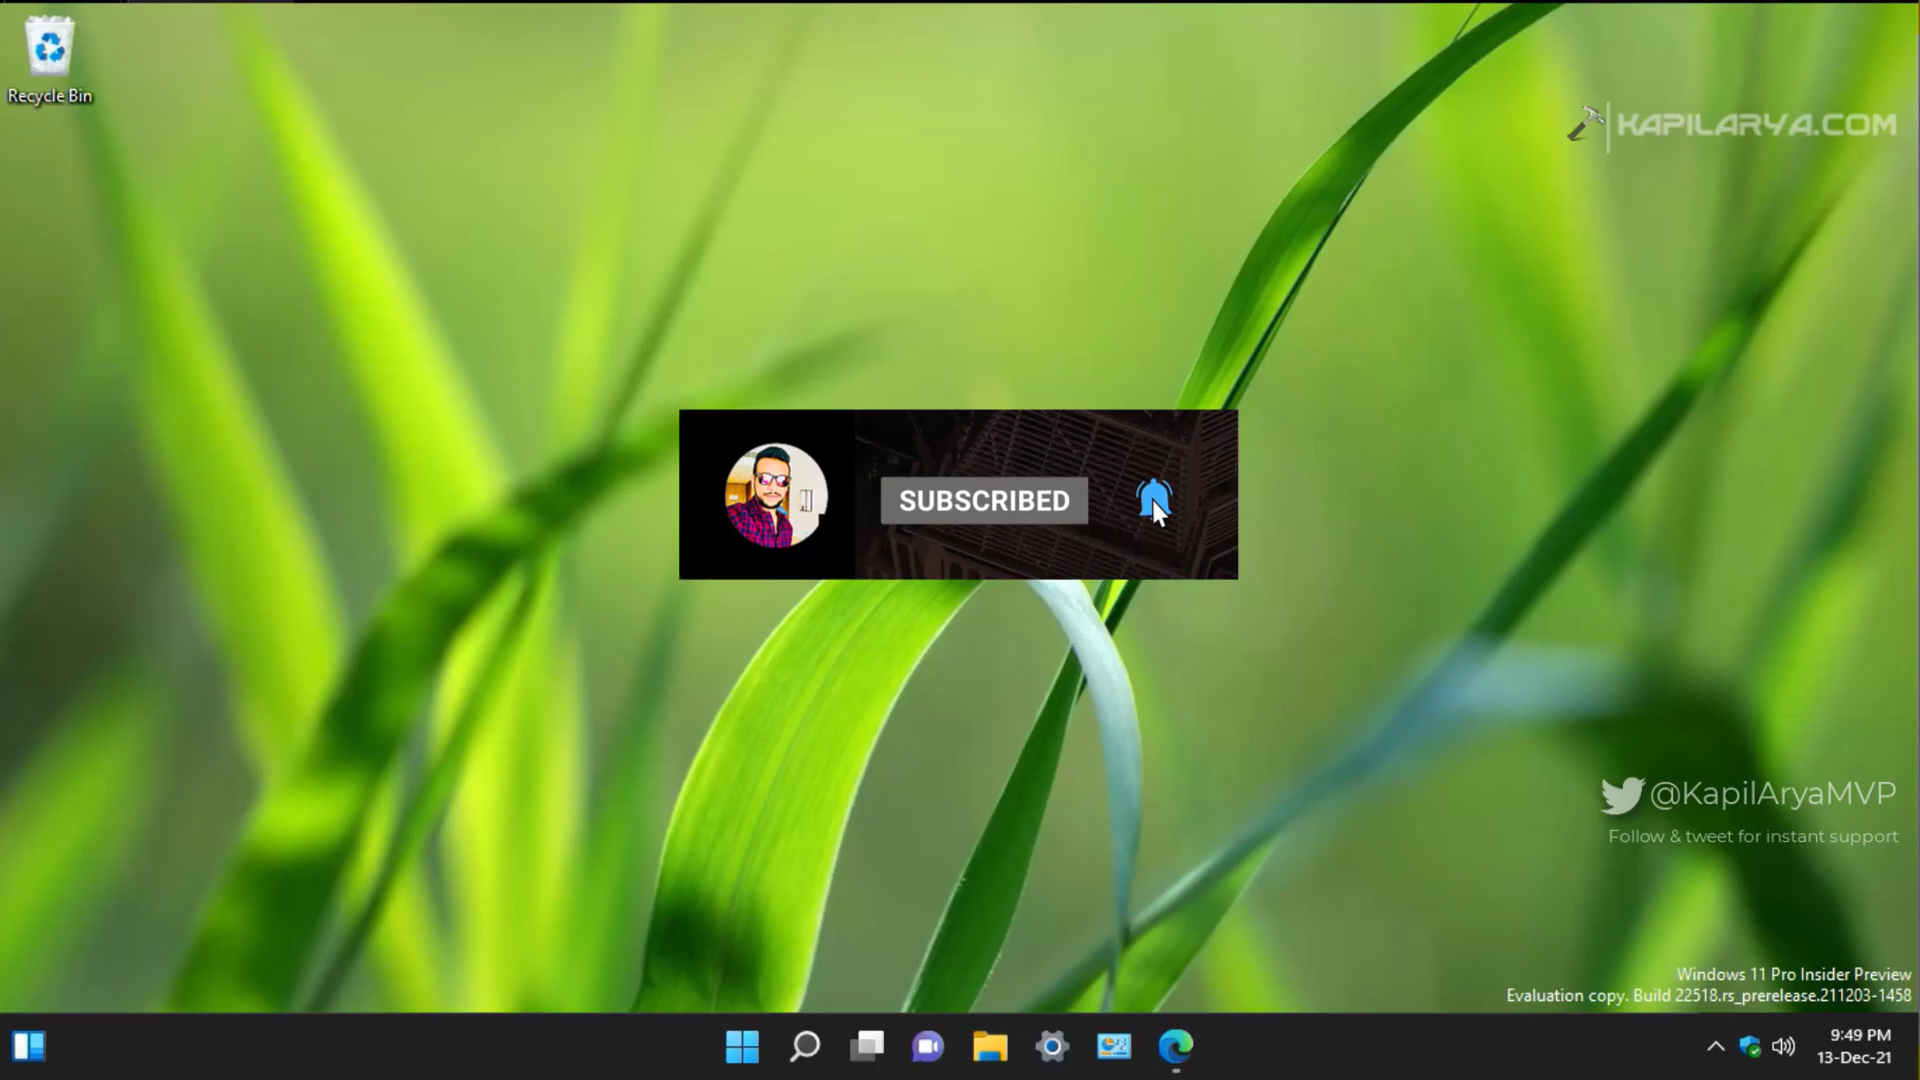 Recycle Bin
KAPILARYA.COM
SUBSCRIBED
@KapilAryaMVP
Follow & tweet for instant support
Windows 11 Pro Insider Preview
Evaluation copy. Build 22518.rs_prerelease.211203-1458
9:49 PM
13-Dec-21